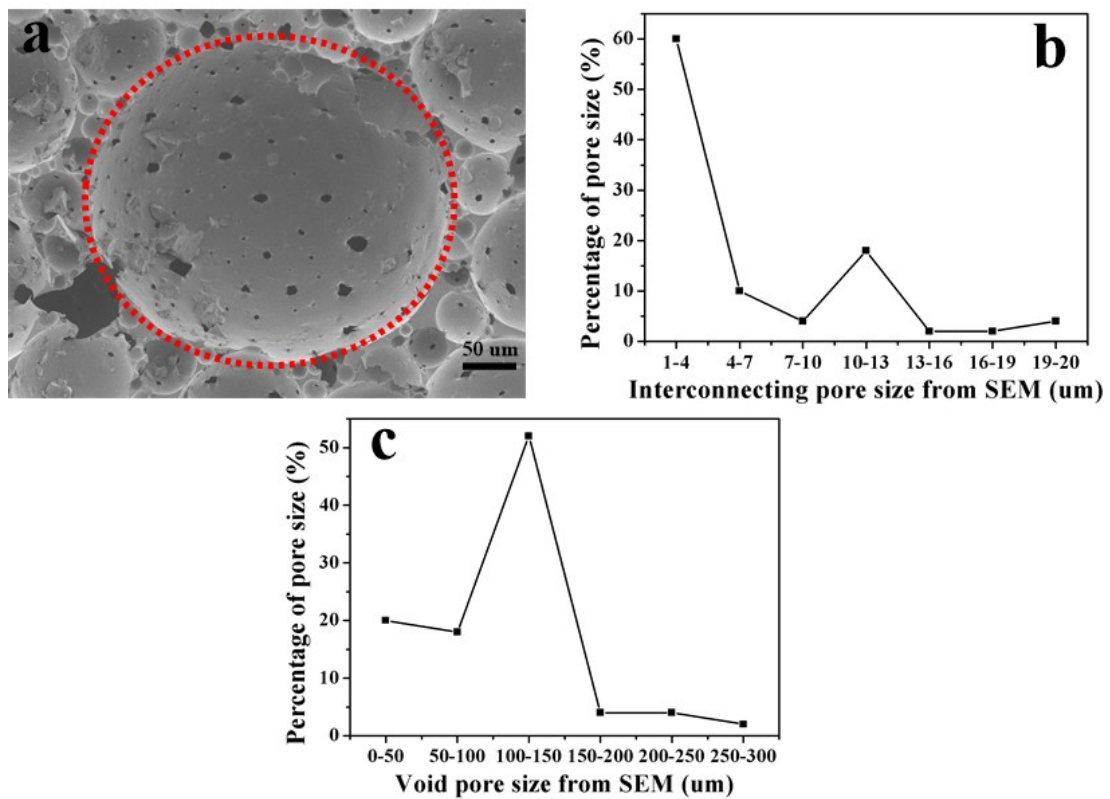 a
50 um
b
Percentage of pore size (%)
60
50
40
30
20
10
0
1-4 4-7 7-10 10-13 13-16 16-19 19-20
Interconnecting pore size from SEM (um)
c
Percentage of pore size (%)
50
40
30
20
10
0
0-50 50-100 100-150 150-200 200-250 250-300
Void pore size from SEM (um)